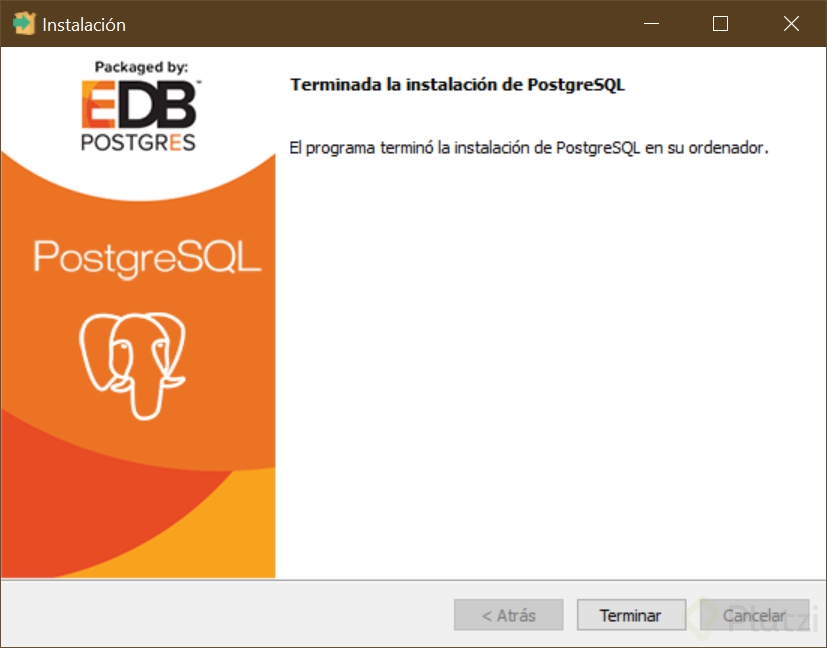 Instalación
Packaged by:
EDB™
POSTGRES
PostgreSQL
Terminada la instalación de PostgreSQL
El programa terminó la instalación de PostgreSQL en su ordenador.
< Atrás
Terminar
Cancelar
Platzi